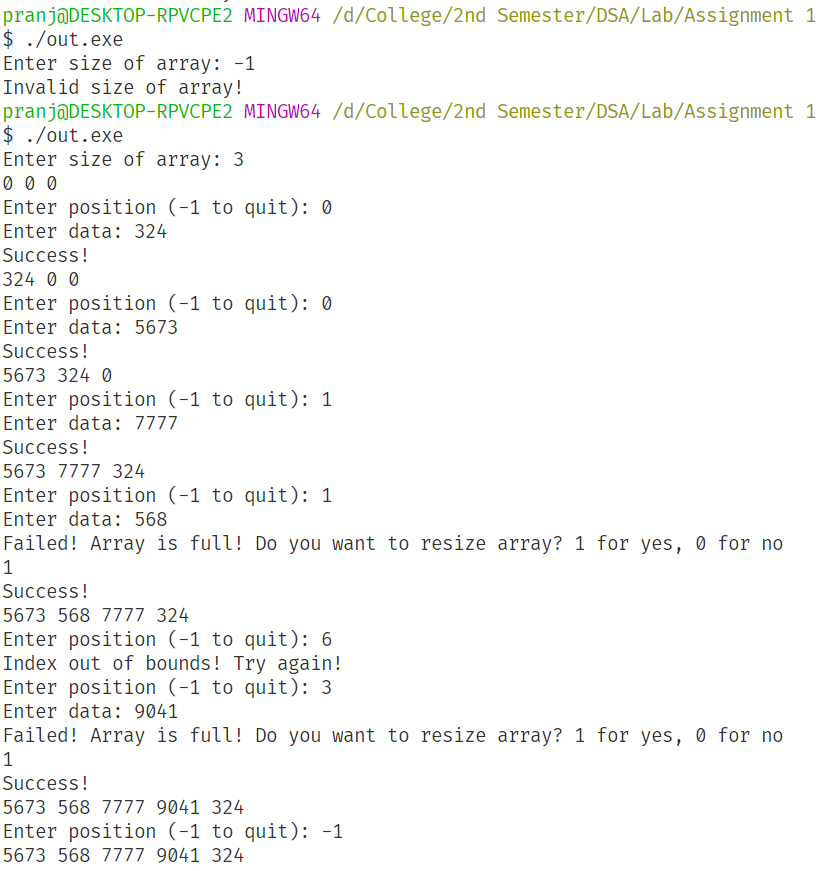 pranj@DESKTOP-RPVCPE2 MINGW64 /d/College/2nd Semester/DSA/Lab/Assignment 1
$ ./out.exe
Enter size of array: -1
Invalid size of array!
pranj@DESKTOP-RPVCPE2 MINGW64 /d/College/2nd Semester/DSA/Lab/Assignment 1
$ ./out.exe
Enter size of array: 3
0 0 0
Enter position (-1 to quit): 0
Enter data: 324
Success!
324 0 0
Enter position (-1 to quit): 0
Enter data: 5673
Success!
5673 324 0
Enter position (-1 to quit): 1
Enter data: 7777
Success!
5673 7777 324
Enter position (-1 to quit): 1
Enter data: 568
Failed! Array is full! Do you want to resize array? 1 for yes, 0 for no
1
Success!
5673 568 7777 324
Enter position (-1 to quit): 6
Index out of bounds! Try again!
Enter position (-1 to quit): 3
Enter data: 9041
Failed! Array is full! Do you want to resize array? 1 for yes, 0 for no
1
Success!
5673 568 7777 9041 324
Enter position (-1 to quit): -1
5673 568 7777 9041 324